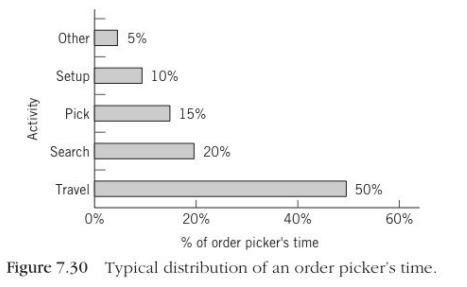 Other 5%
Setup 10%
Pick 15%
Search 20%
Travel 50%
Activity
0% 20% 40% 60%
% of order picker's time
Figure 7.30 Typical distribution of an order picker's time.